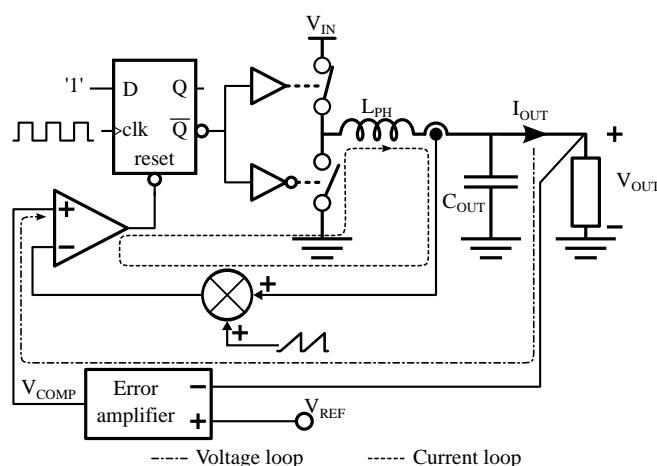 V_IN
'1'
D
Q
L_PH
I_OUT
clk
Q̅
+
reset
V_OUT
+
C_OUT
−
−
+
+
V_COMP
Error
amplifier
−
+
V_REF
Voltage loop
Current loop